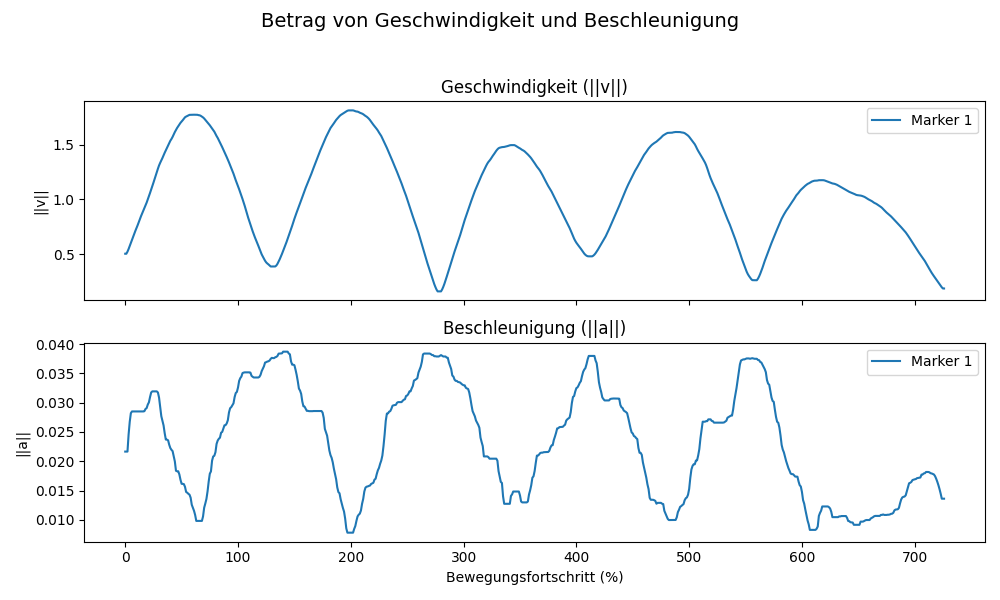 Betrag von Geschwindigkeit und Beschleunigung
Geschwindigkeit (||v||)
Marker 1
1.5
1.0
0.5
||v||
Beschleunigung (||a||)
Marker 1
0.040
0.035
0.030
0.025
0.020
0.015
0.010
||a||
0 100 200 300 400 500 600 700
Bewegungsfortschritt (%)